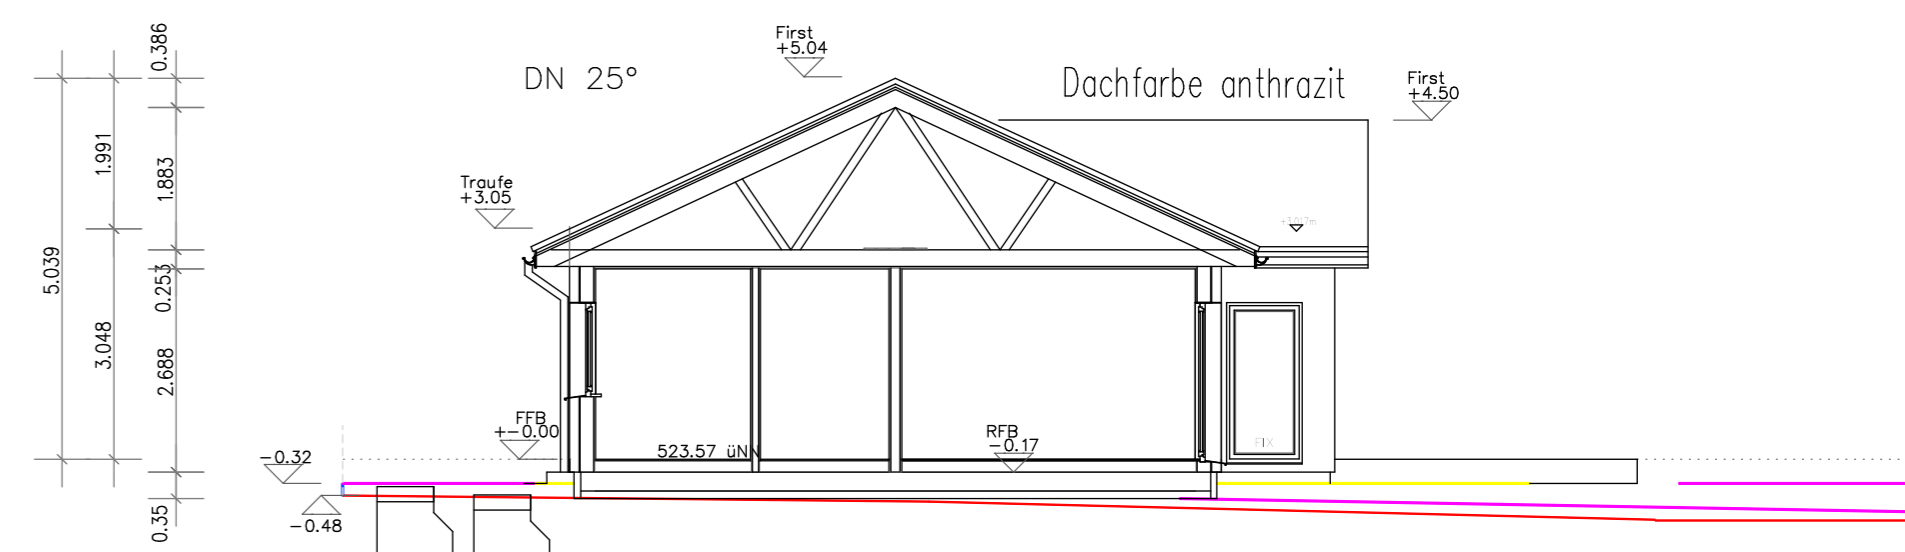 0.386
First
+5.04
DN 25°
Dachfarbe anthrazit
First
+4.50
1.991
1.883
Traufe
+3.05
+3.017m
5.039
0.253
3.048
2.688
FFB
+-0.00
RFB
-0.17
FIX
523.57 üNN
-0.32
-0.48
0.35